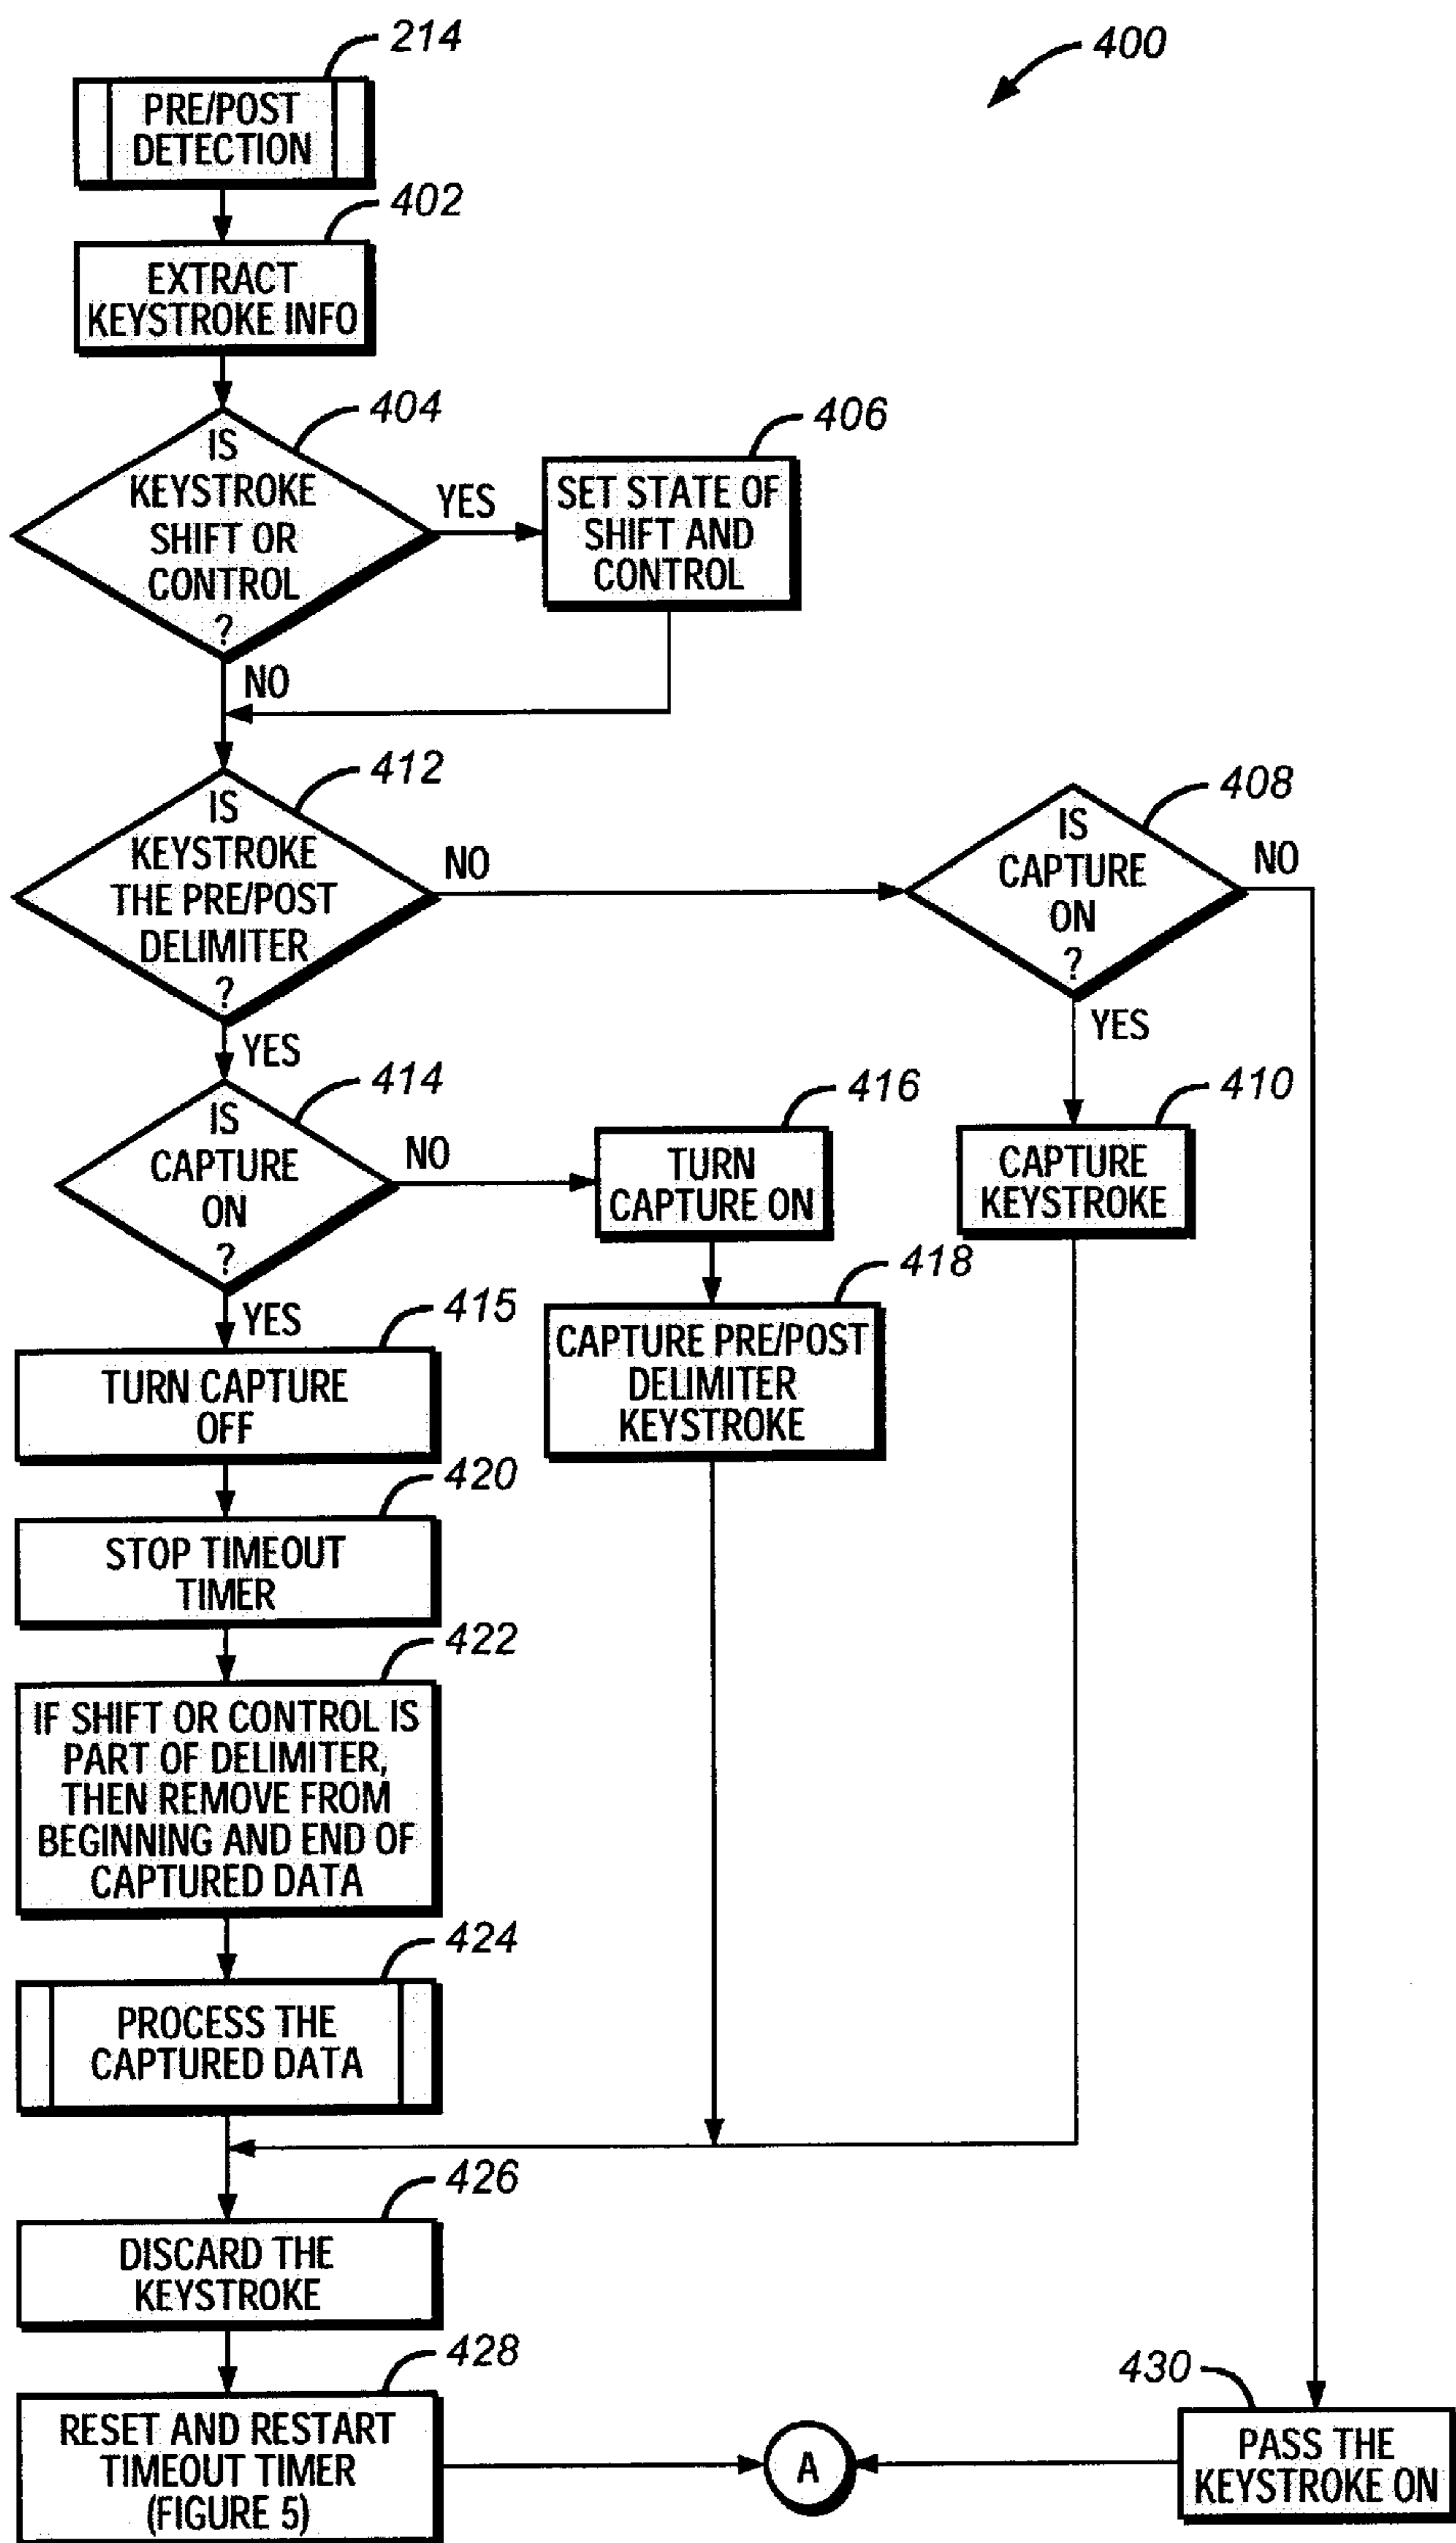 214
400
PRE/POST
DETECTION
402
EXTRACT
KEYSTROKE INFO
404
IS
KEYSTROKE
SHIFT OR
CONTROL
?
YES
406
SET STATE OF
SHIFT AND
CONTROL
NO
412
IS
KEYSTROKE
THE PRE/POST
DELIMITER
?
NO
408
IS
CAPTURE
ON
?
NO
YES
YES
414
IS
CAPTURE
ON
?
NO
416
TURN
CAPTURE ON
410
CAPTURE
KEYSTROKE
418
CAPTURE PRE/POST
DELIMITER
KEYSTROKE
YES
415
TURN CAPTURE
OFF
420
STOP TIMEOUT
TIMER
422
IF SHIFT OR CONTROL IS
PART OF DELIMITER,
THEN REMOVE FROM
BEGINNING AND END OF
CAPTURED DATA
424
PROCESS THE
CAPTURED DATA
426
DISCARD THE
KEYSTROKE
428
RESET AND RESTART
TIMEOUT TIMER
(FIGURE 5)
A
430
PASS THE
KEYSTROKE ON